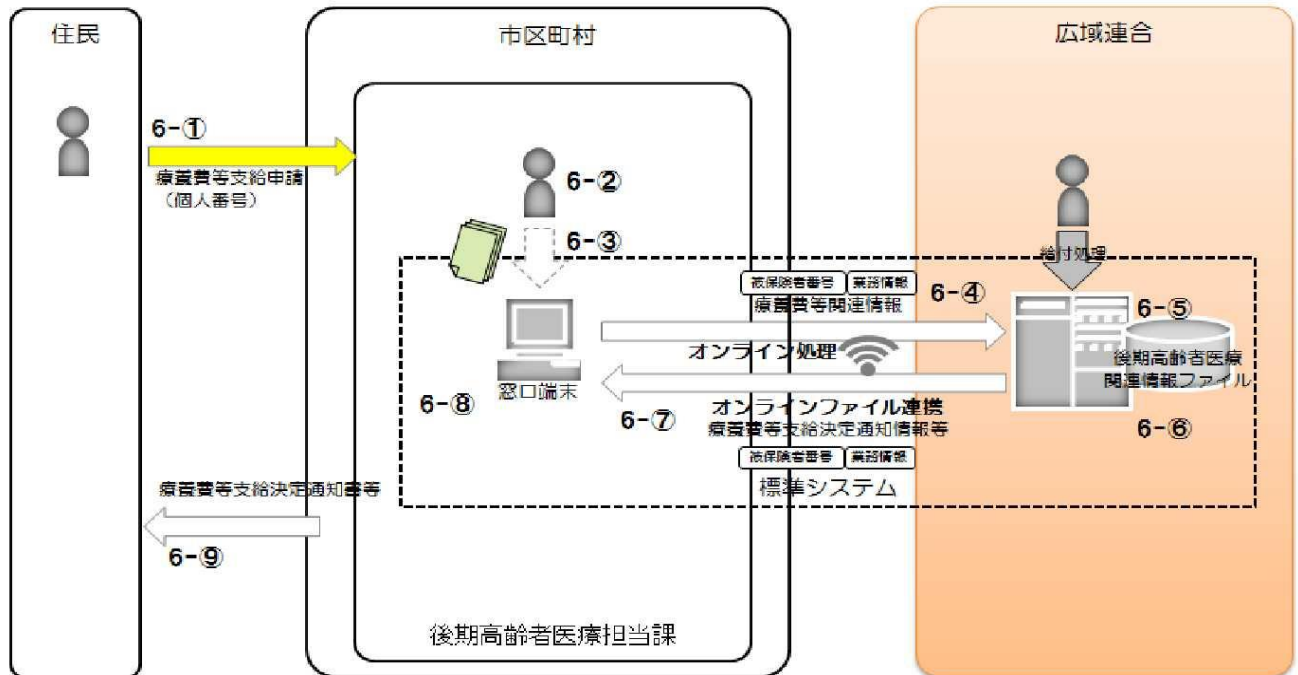 住民
市区町村
広域連合
6-①
療養費等支給申請
（個人番号）
6-②
6-③
給付処理
被保険者番号 業務情報
療養費等関連情報
6-④
6-⑤
オンライン処理
窓口端末
後期高齢者医療
関連情報ファイル
6-⑧
6-⑦
オンラインファイル連携
療養費等支給決定通知情報等
6-⑥
被保険者番号 業務情報
標準システム
療養費等支給決定通知書等
6-⑨
後期高齢者医療担当課